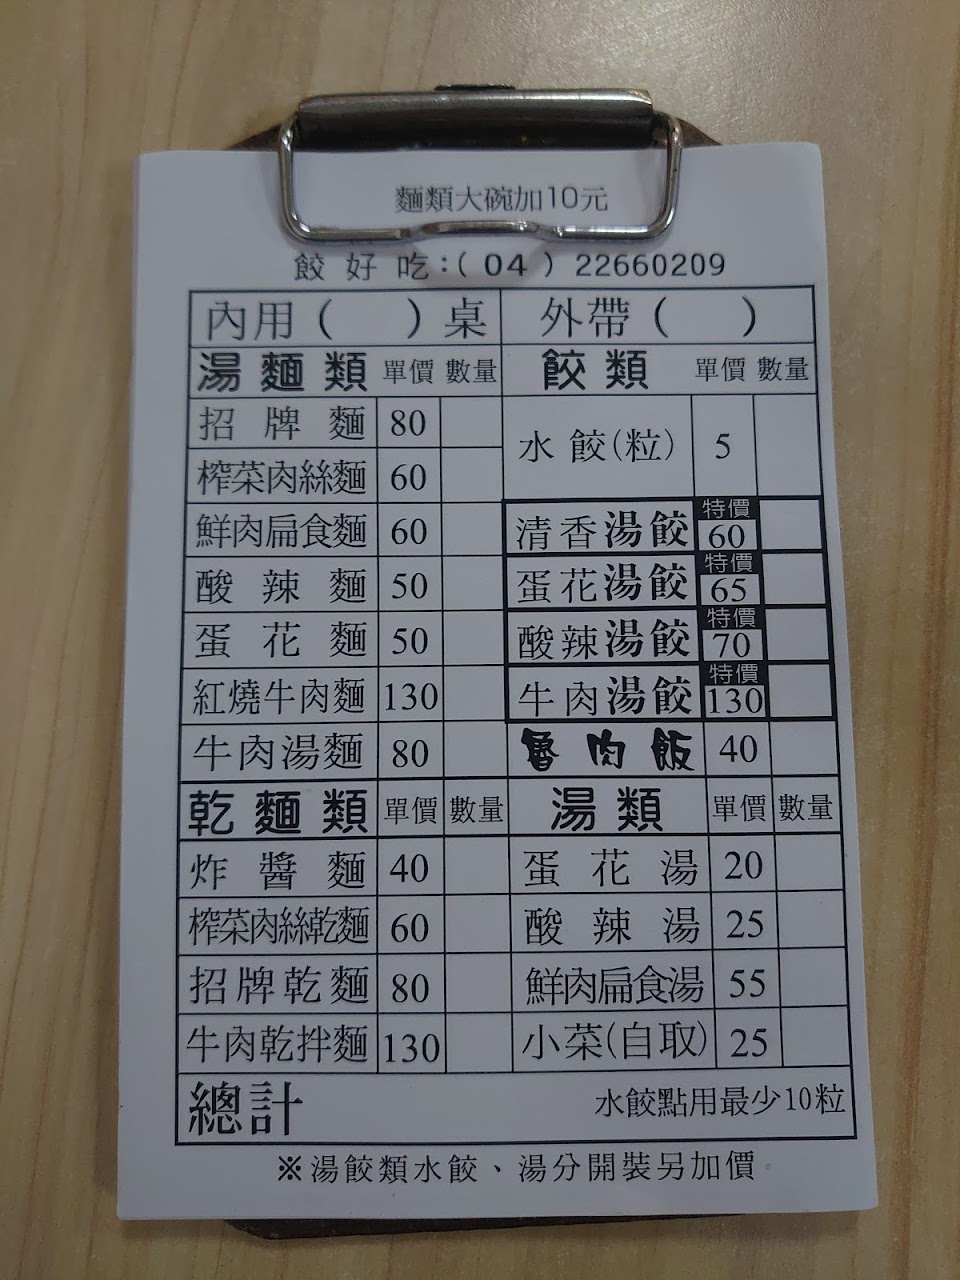 麵類大碗加10元
餃好吃:(04)22660209
內用( )桌 外帶( )
湯麵類 單價 數量 餃類 單價 數量
招牌麵 80 水餃(粒) 5
榨菜肉絲麵 60
鮮肉扁食麵 60 清香湯餃 特價 60
酸辣麵 50 蛋花湯餃 特價 65
蛋花麵 50 酸辣湯餃 特價 70
紅燒牛肉麵 130 牛肉湯餃 特價 130
牛肉湯麵 80 魯肉飯 40
乾麵類 單價 數量 湯類 單價 數量
炸醬麵 40 蛋花湯 20
榨菜肉絲乾麵 60 酸辣湯 25
招牌乾麵 80 鮮肉扁食湯 55
牛肉乾拌麵 130 小菜(自取) 25
總計 水餃點用最少10粒
※湯餃類水餃、湯分開裝另加價